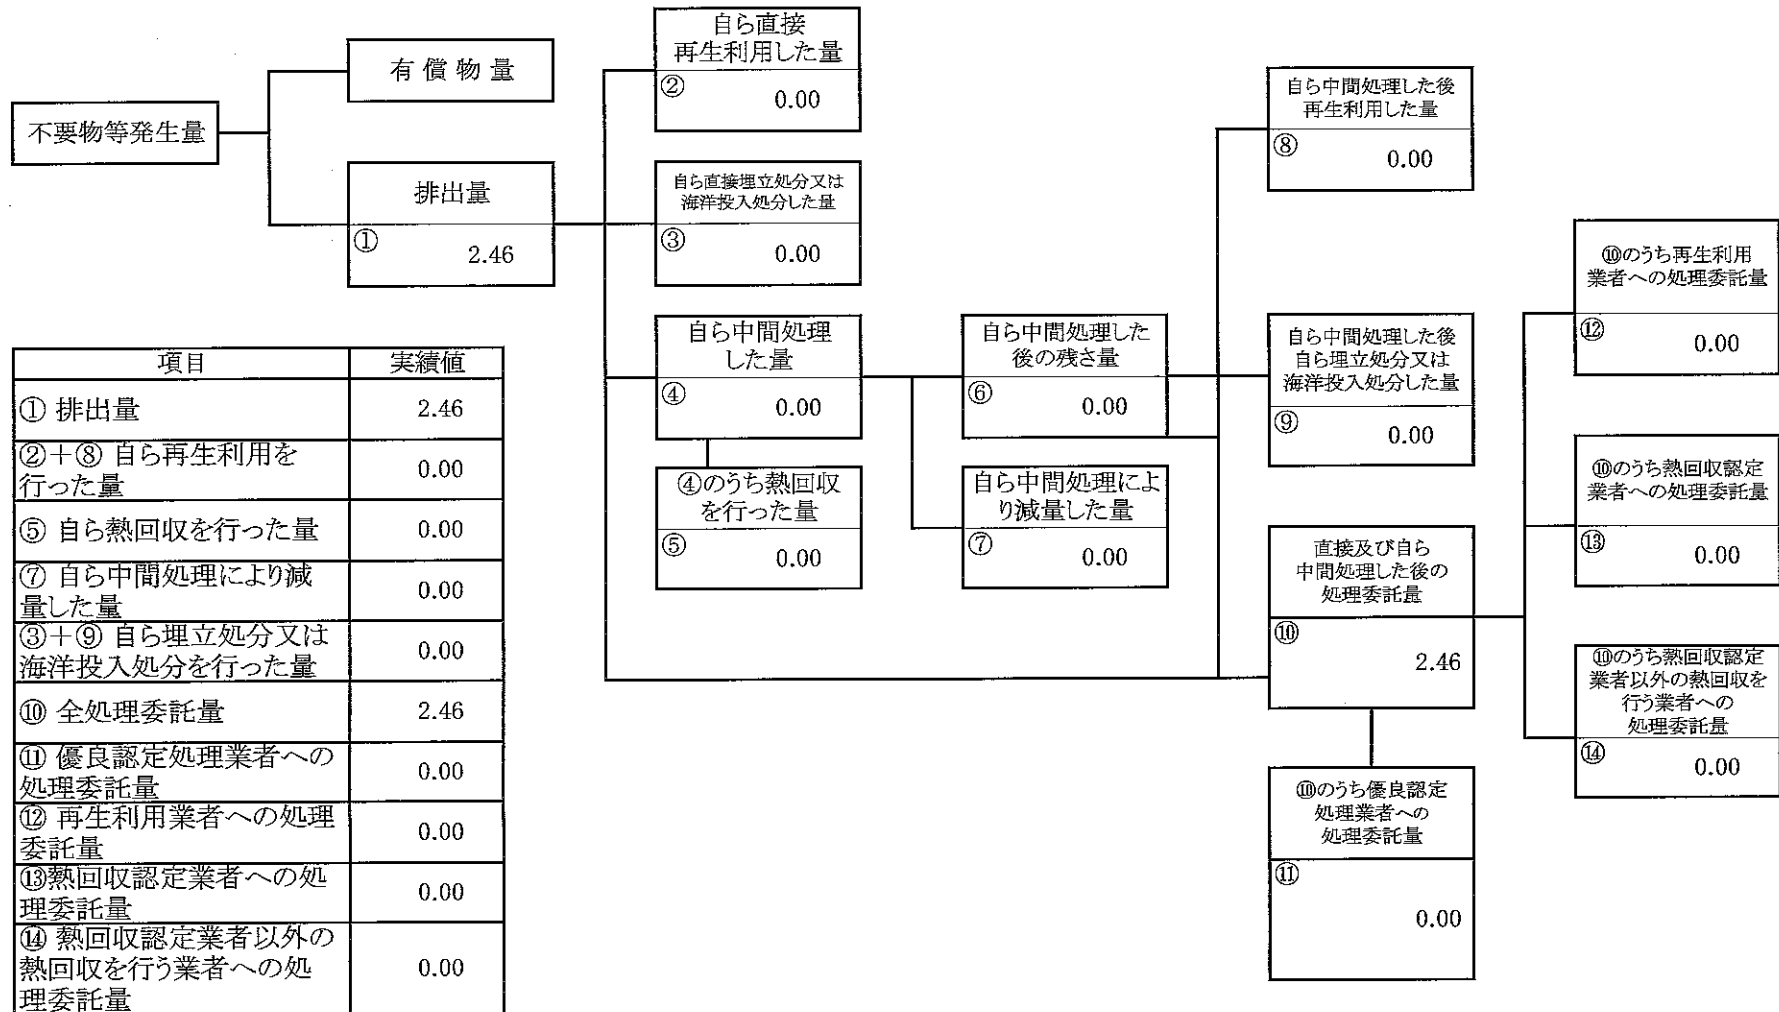 不要物等発生量
有償物量
排出量
①
2.46
自ら直接
再生利用した量
②
0.00
自ら直接埋立処分又は
海洋投入処分した量
③
0.00
自ら中間処理
した量
④
0.00
④のうち熱回収
を行った量
⑤
0.00
自ら中間処理した
後の残さ量
⑥
0.00
自ら中間処理によ
り減量した量
⑦
0.00
自ら中間処理した後
再生利用した量
⑧
0.00
自ら中間処理した後
自ら埋立処分又は
海洋投入処分した量
⑨
0.00
直接及び自ら
中間処理した後の
処理委託量
⑩
2.46
⑩のうち優良認定
処理業者への
処理委託量
⑪
0.00
⑩のうち再生利用
業者への処理委託量
⑫
0.00
⑩のうち熱回収認定
業者への処理委託量
⑬
0.00
⑩のうち熱回収認定
業者以外の熱回収を
行う業者への
処理委託量
⑭
0.00
項目 実績値
① 排出量 2.46
②+⑧ 自ら再生利用を
行った量 0.00
⑤ 自ら熱回収を行った量 0.00
⑦ 自ら中間処理により減
量した量 0.00
③+⑨ 自ら埋立処分又は
海洋投入処分を行った量 0.00
⑩ 全処理委託量 2.46
⑪ 優良認定処理業者への
処理委託量 0.00
⑫ 再生利用業者への処理
委託量 0.00
⑬熱回収認定業者への処
理委託量 0.00
⑭ 熱回収認定業者以外の
熱回収を行う業者への処
理委託量 0.00